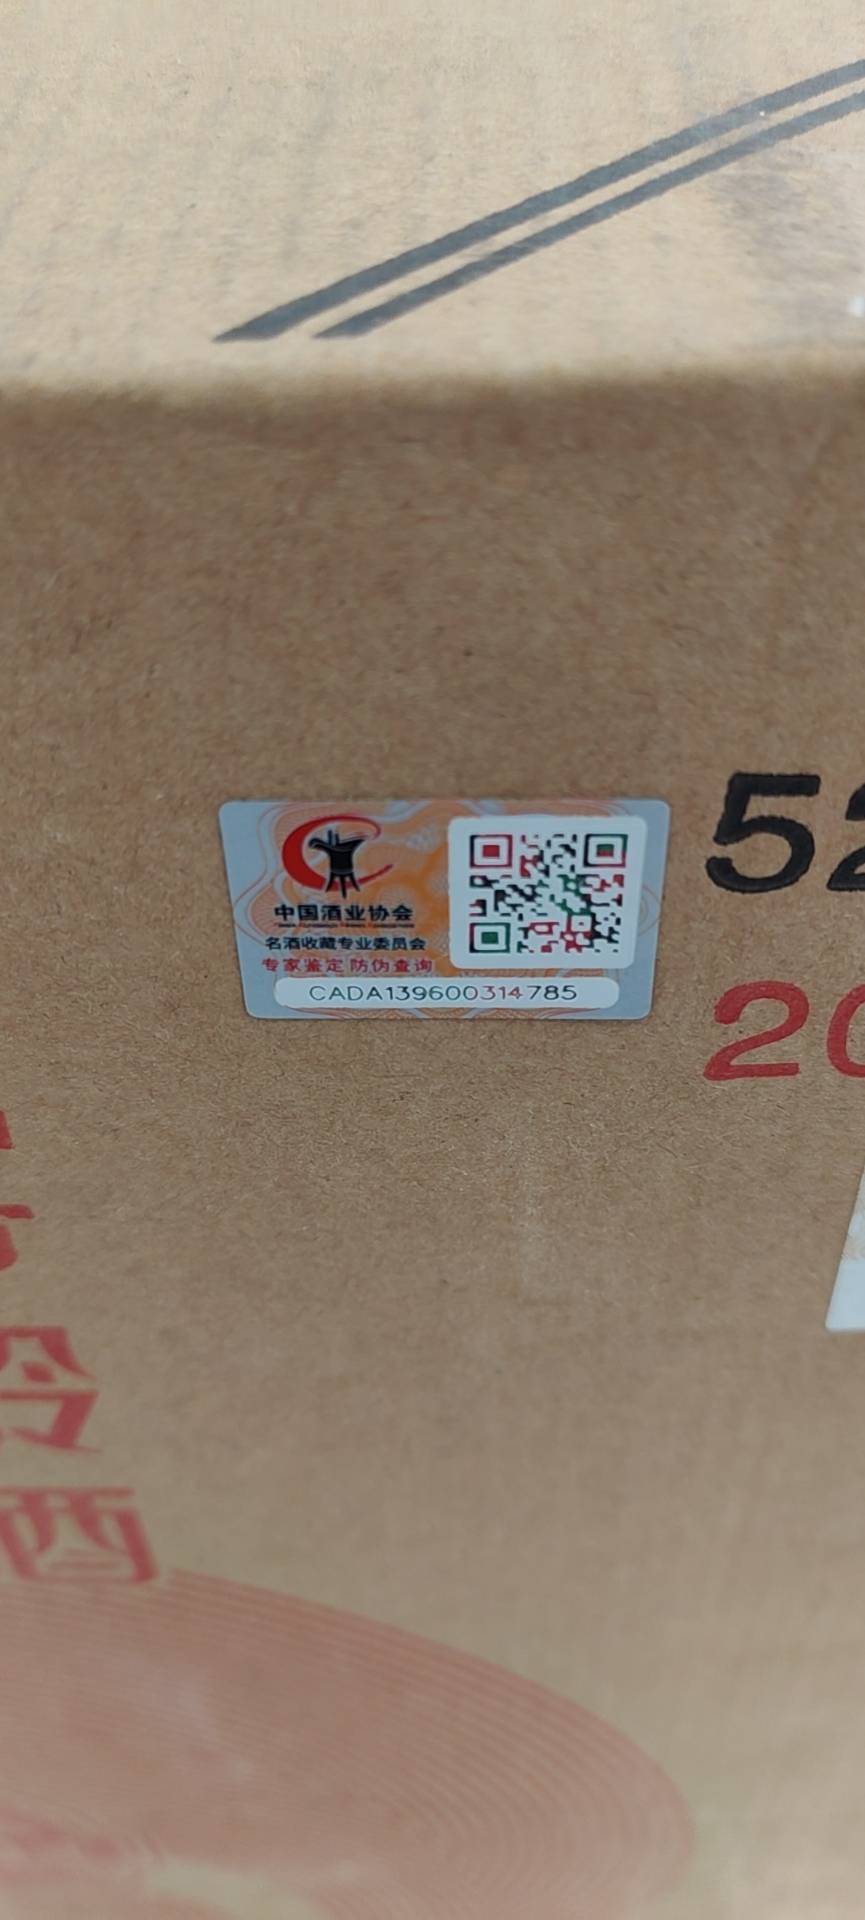 中国酒业协会
名酒收藏专业委员会
专家鉴定 防伪查询
CADA139600314785
52
20
酒